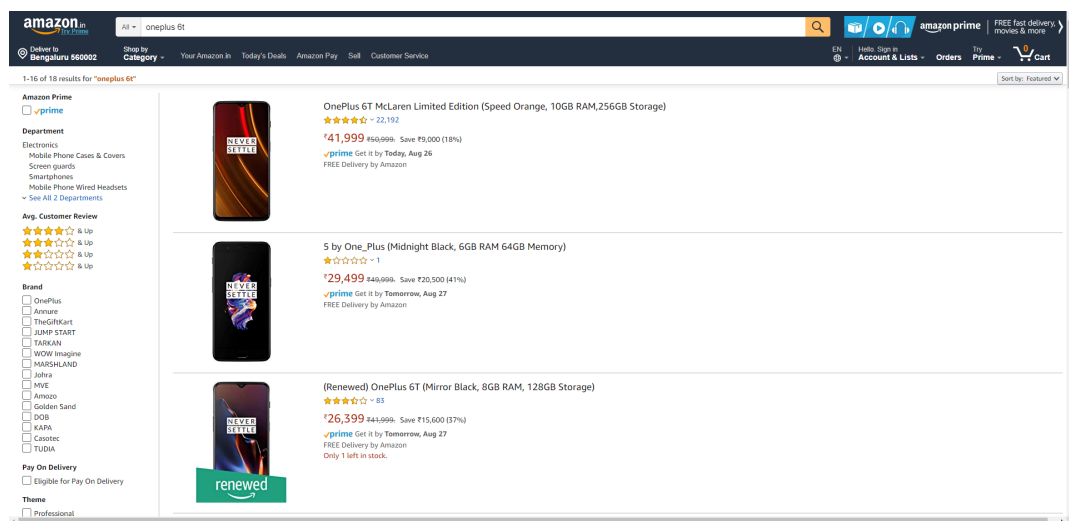 amazon.in
Try Prime
All
oneplus 6t
amazon prime
FREE fast delivery,
movies & more
Deliver to
Bengaluru 560002
Shop by
Category
Your Amazon.in Today's Deals Amazon Pay Sell Customer Service
EN
Hello. Sign in
Account & Lists
Orders
Try
Prime
0
Cart
1-16 of 18 results for "oneplus 6t"
Sort by: Featured
Amazon Prime
prime
Department
Electronics
Mobile Phone Cases & Covers
Screen guards
Smartphones
Mobile Phone Wired Headsets
See All 2 Departments
Avg. Customer Review
& Up
& Up
& Up
& Up
Brand
OnePlus
Annure
TheGiftKart
JUMP START
TARKAN
WOW Imagine
MARSHLAND
Johra
MVE
Amozo
Golden Sand
DOB
KAPA
Casotec
TUDIA
Pay On Delivery
Eligible for Pay On Delivery
Theme
Professional
NEVER
SETTLE
OnePlus 6T McLaren Limited Edition (Speed Orange, 10GB RAM,256GB Storage)
22,192
₹41,999 ₹50,999. Save ₹9,000 (18%)
prime Get it by Today, Aug 26
FREE Delivery by Amazon
NEVER
SETTLE
5 by One_Plus (Midnight Black, 6GB RAM 64GB Memory)
1
₹29,499 ₹49,999. Save ₹20,500 (41%)
prime Get it by Tomorrow, Aug 27
FREE Delivery by Amazon
NEVER
SETTLE
renewed
(Renewed) OnePlus 6T (Mirror Black, 8GB RAM, 128GB Storage)
83
₹26,399 ₹41,999. Save ₹15,600 (37%)
prime Get it by Tomorrow, Aug 27
FREE Delivery by Amazon
Only 1 left in stock.